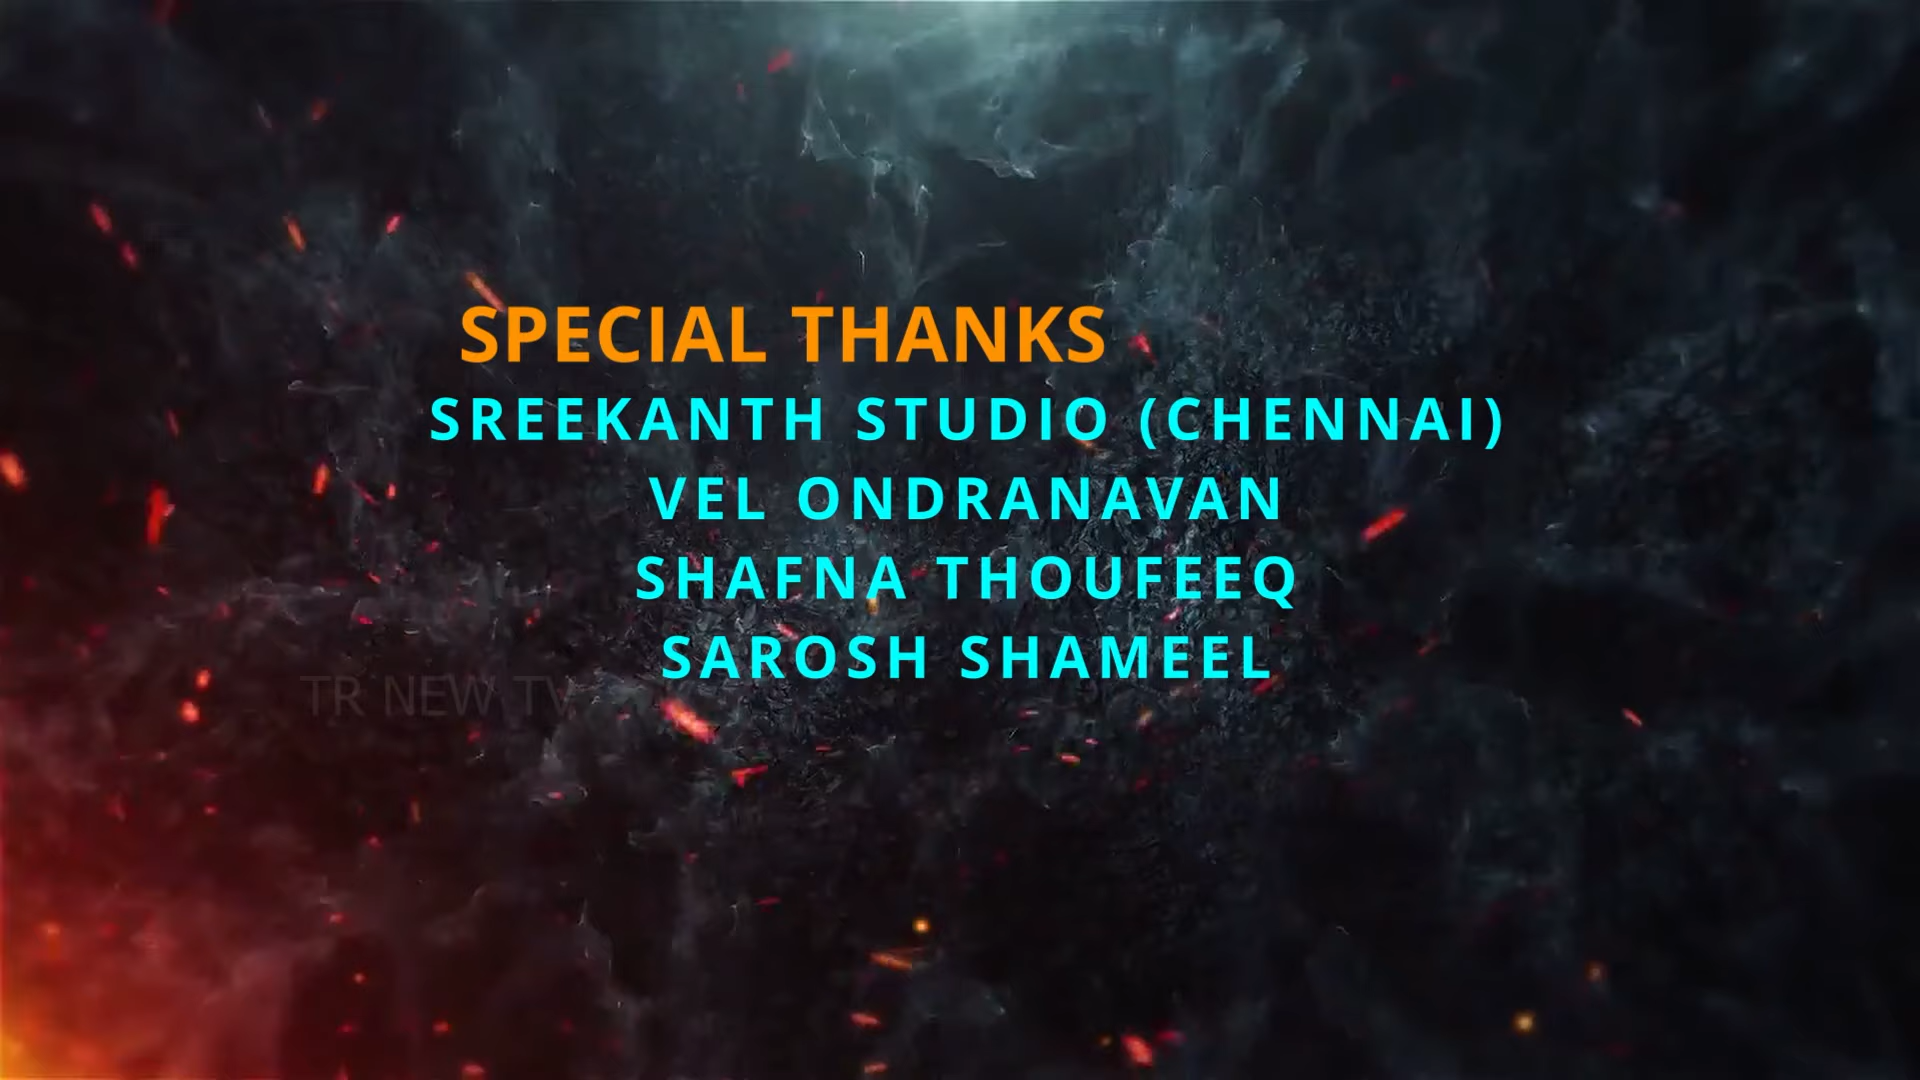 SPECIAL THANKS
SREEKANTH STUDIO (CHENNAI)
VEL ONDRANAVAN
SHAFNA THOUFEEQ
SAROSH SHAMEEL
TR NEW TV